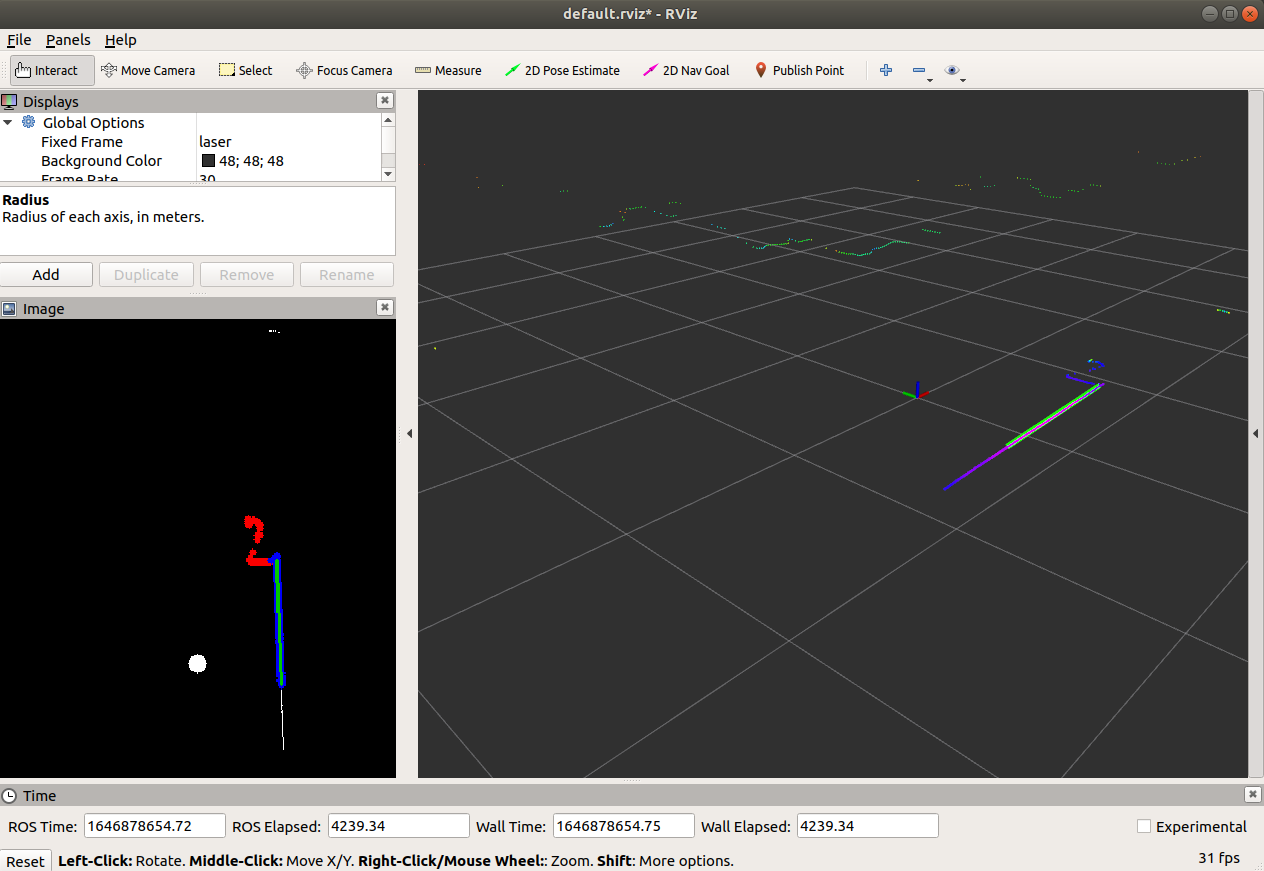 default.rviz* - RViz
File Panels Help
Interact Move Camera Select Focus Camera Measure 2D Pose Estimate 2D Nav Goal Publish Point
Displays
Global Options
Fixed Frame laser
Background Color 48; 48; 48
Frame Rate 30
Radius
Radius of each axis, in meters.
Add Duplicate Remove Rename
Image
Time
ROS Time: 1646878654.72 ROS Elapsed: 4239.34 Wall Time: 1646878654.75 Wall Elapsed: 4239.34 Experimental
Reset Left-Click: Rotate. Middle-Click: Move X/Y. Right-Click/Mouse Wheel:: Zoom. Shift: More options. 31 fps